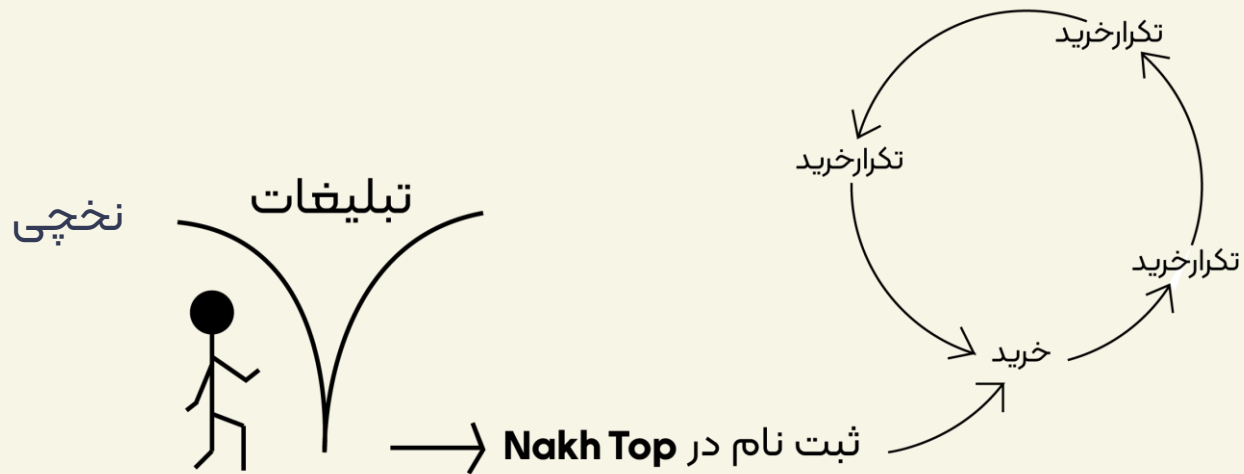 نخچی
تبلیغات
ثبت نام در Nakh Top
خرید
تکرارخرید
تکرارخرید
تکرارخرید